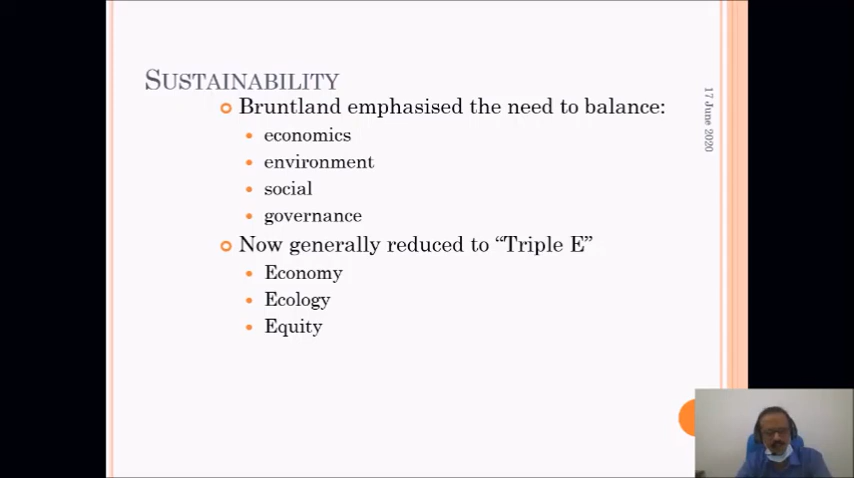 SUSTAINABILITY
Bruntland emphasised the need to balance:
economics
environment
social
governance
Now generally reduced to “Triple E”
Economy
Ecology
Equity
17 June 2020